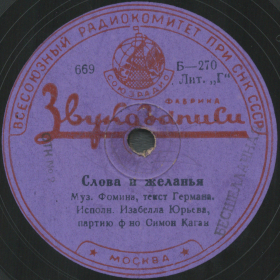 ВСЕСОЮЗНЫЙ РАДИОКОМИТЕТ ПРИ СНК СССР
СОЮЗРАДИО
669
Б—270
Лит. „Г"
ФАБРИКА
Звукозаписи
Слова и желанья
Муз. Фомина, текст Германа.
Исполн. Изабелла Юрьева,
партию ф-но Симон Каган
МОСКВА